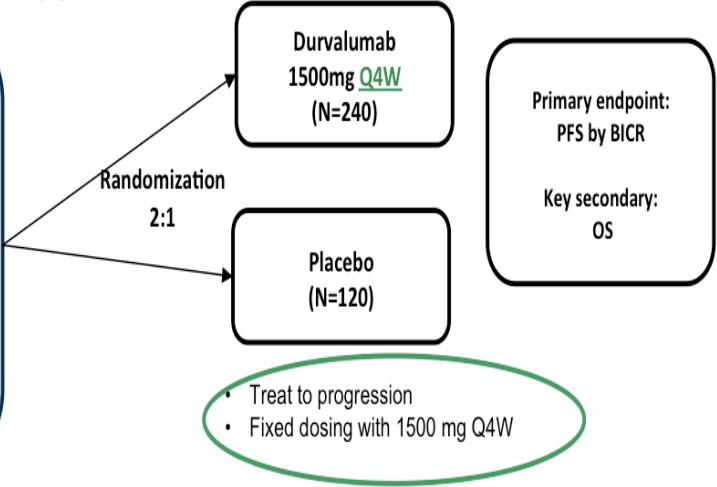 Durvalumab
1500mg Q4W
(N=240)
Primary endpoint:
PFS by BICR
Key secondary:
OS
Randomization
2:1
Placebo
(N=120)
• Treat to progression
• Fixed dosing with 1500 mg Q4W